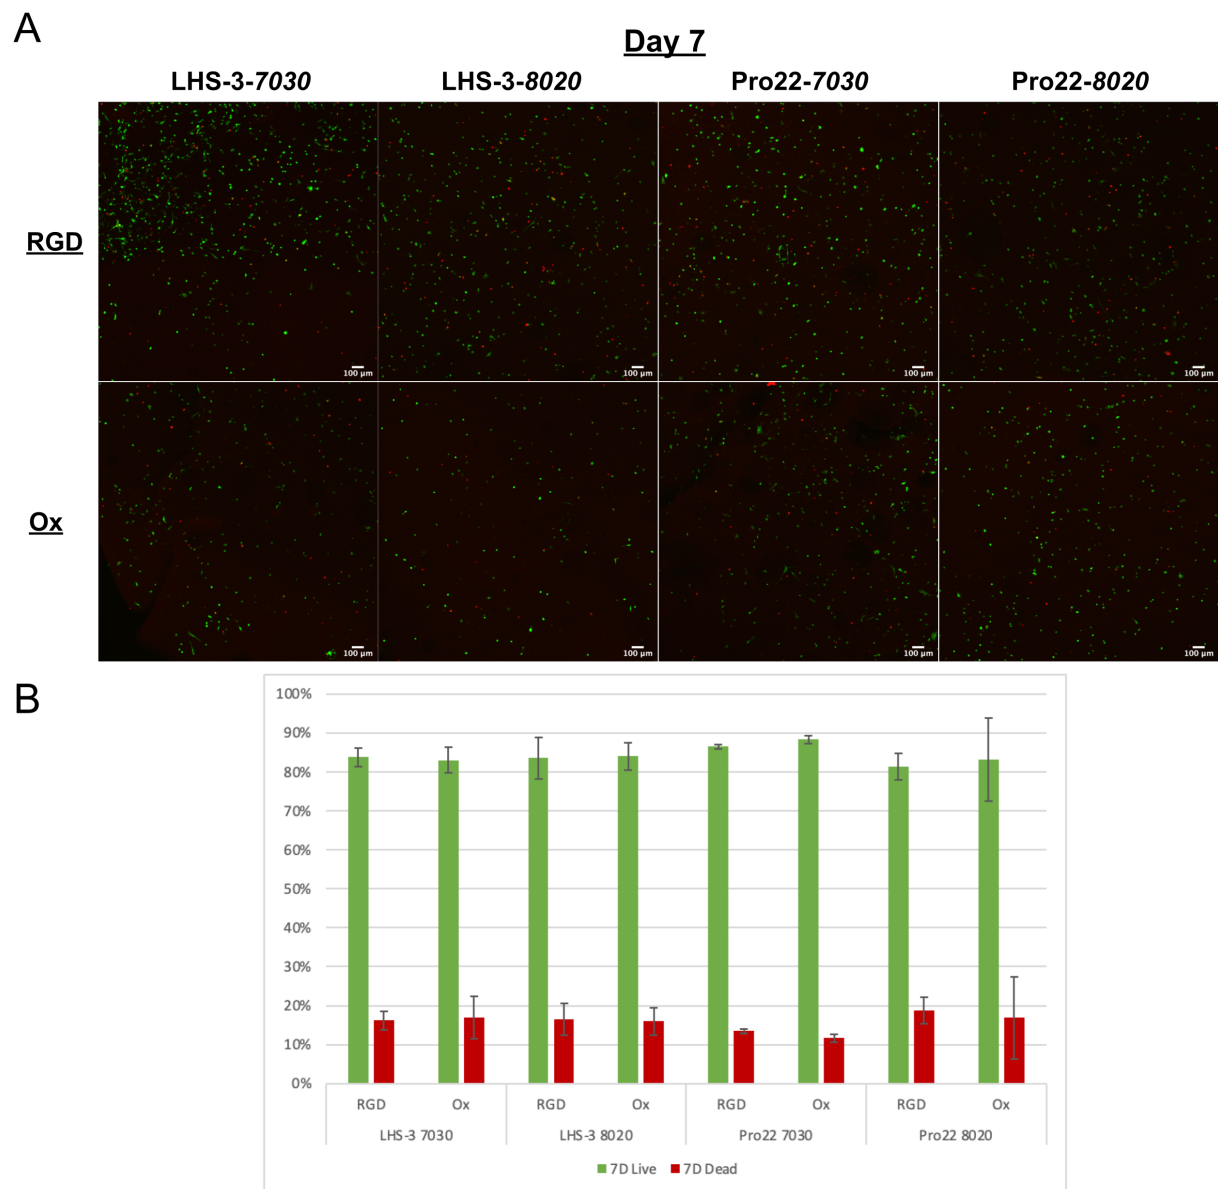 A
Day 7
LHS-3-7030 LHS-3-8020 Pro22-7030 Pro22-8020
RGD
100 µm 100 µm 100 µm 100 µm
Ox
100 µm 100 µm 100 µm 100 µm
B
100%
90%
80%
70%
60%
50%
40%
30%
20%
10%
0%
RGD Ox RGD Ox RGD Ox RGD Ox
LHS-3 7030 LHS-3 8020 Pro22 7030 Pro22 8020
7D Live 7D Dead